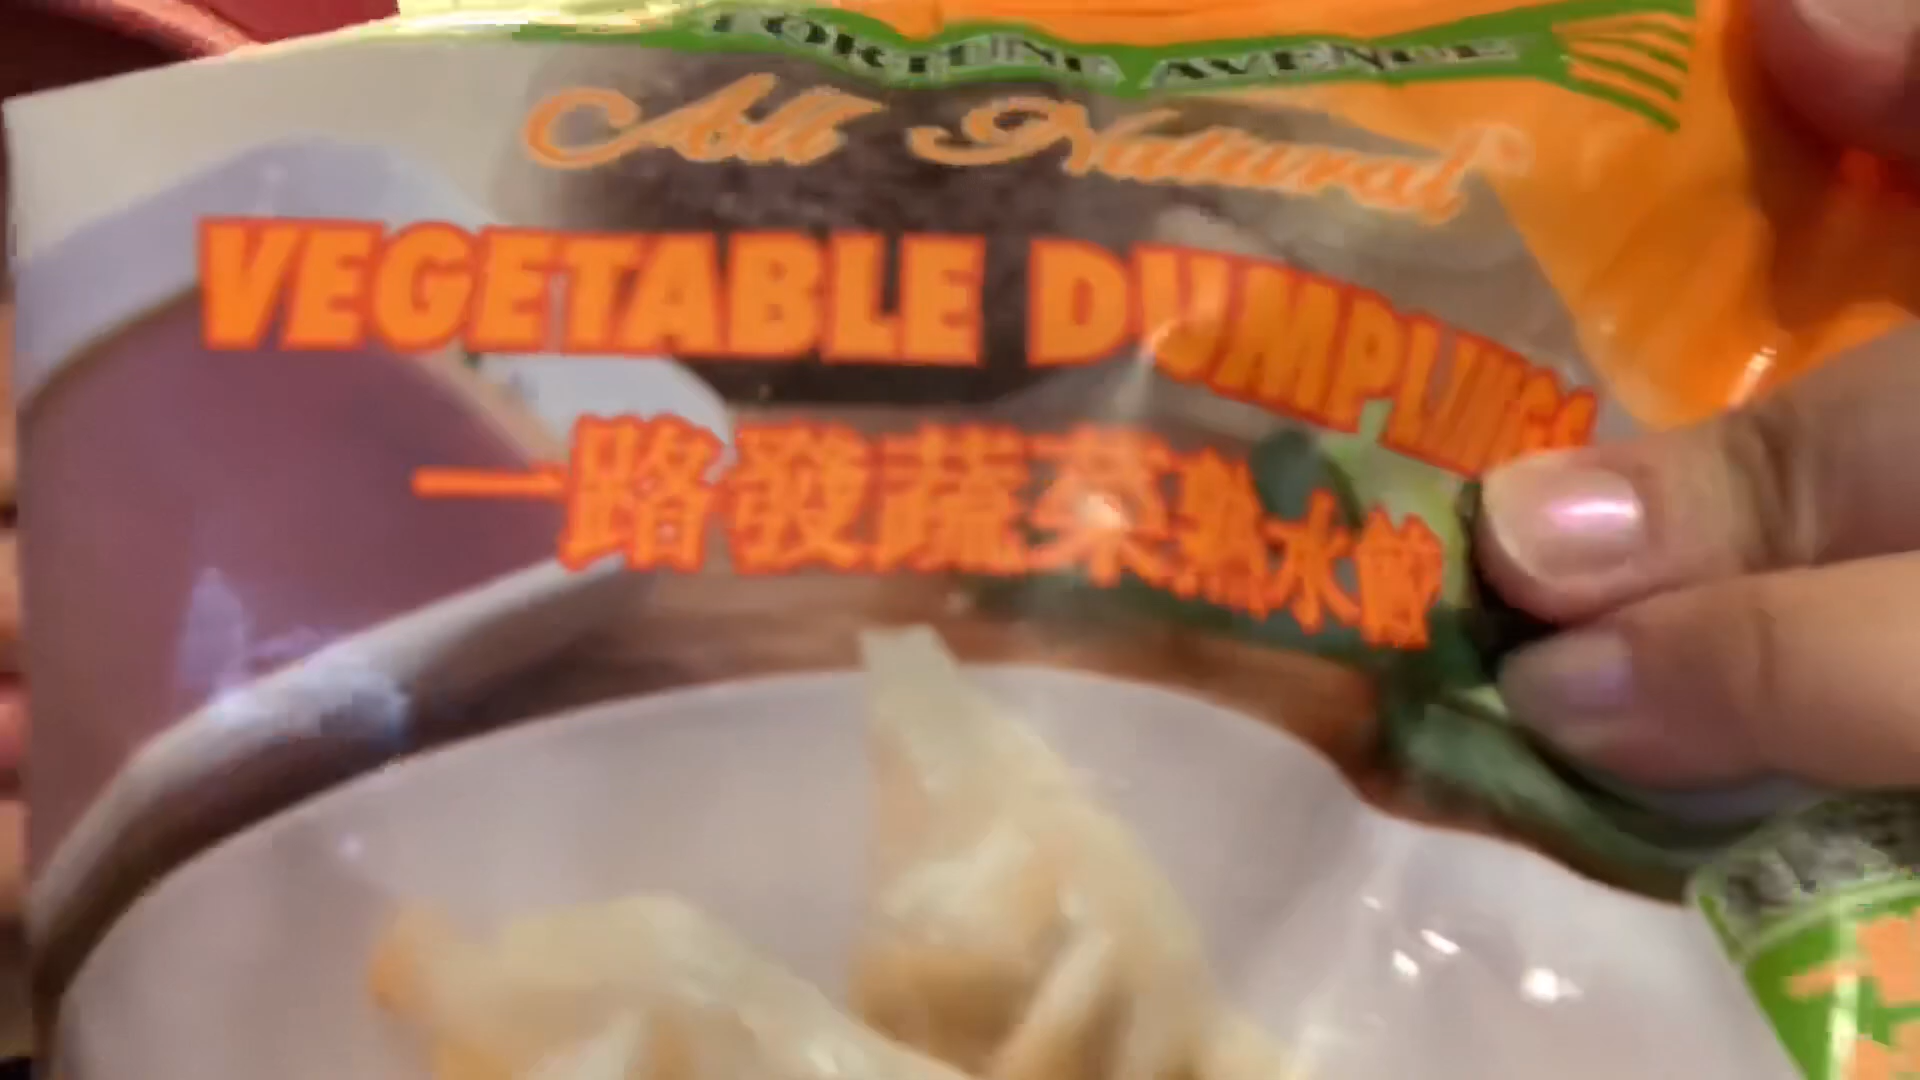 FORTUNE AVENUE
All Natural
VEGETABLE DUMPLINGS
一路發蔬菜熟水餃